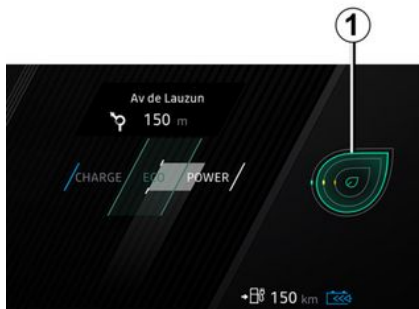 1
Av de Lauzun
150 m
CHARGE ECO POWER
150 km